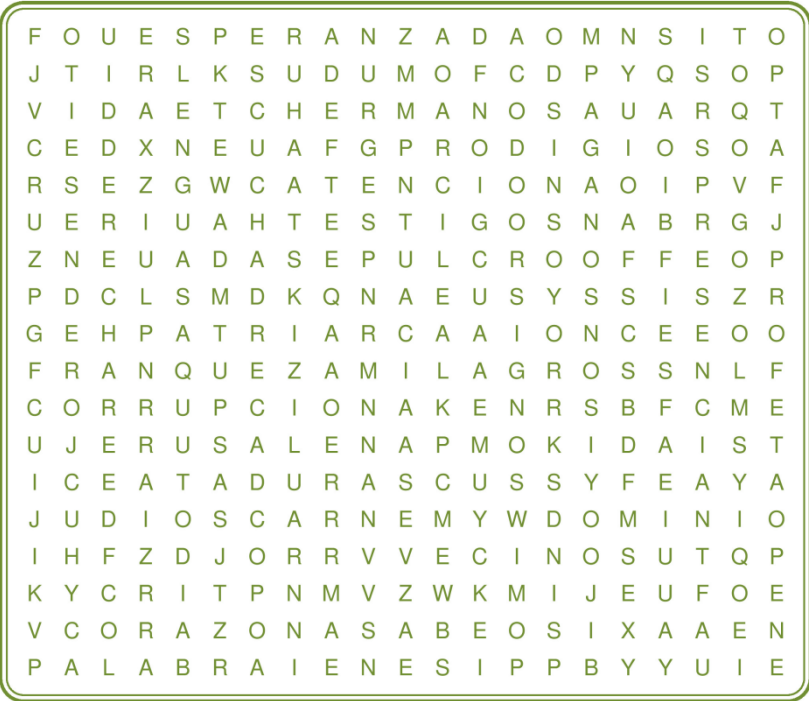 F O U E S P E R A N Z A D A O M N S I T O
J T I R L K S U D U M O F C D P Y Q S O P
V I D A E T C H E R M A N O S A U A R Q T
C E D X N E U A F G P R O D I G I O S O A
R S E Z G W C A T E N C I O N A O I P V F
U E R I U A H T E S T I G O S N A B R G J
Z N E U A D A S E P U L C R O O F F E O P
P D C L S M D K Q N A E U S Y S S I S Z R
G E H P A T R I A R C A A I O N C E E O O
F R A N Q U E Z A M I L A G R O S S N L F
C O R R U P C I O N A K E N R S B F C M E
U J E R U S A L E N A P M O K I D A I S T
I C E A T A D U R A S C U S S Y F E A Y A
J U D I O S C A R N E M Y W D O M I N I O
I H F Z D J O R R V V E C I N O S U T Q P
K Y C R I T P N M V Z W K M I J E U F O E
V C O R A Z O N A S A B E O S I X A A E N
P A L A B R A I E N E S I P P B Y Y U I E